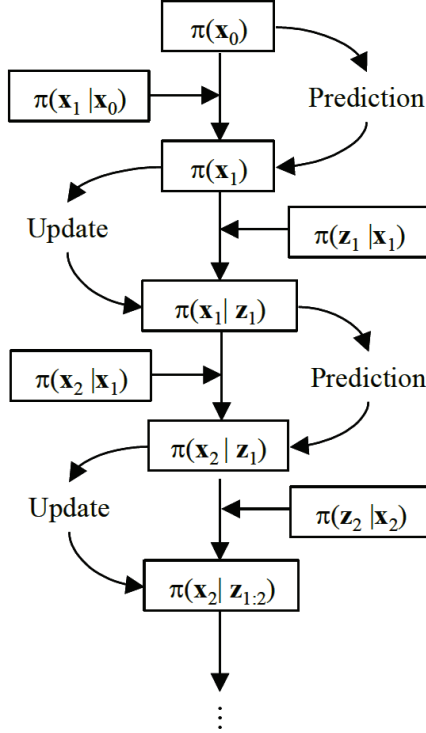 π(x₀)
π(x₁ |x₀)
Prediction
π(x₁)
Update
π(z₁ |x₁)
π(x₁| z₁)
π(x₂ |x₁)
Prediction
π(x₂ | z₁)
Update
π(z₂ |x₂)
π(x₂| z₁:₂)
⋮